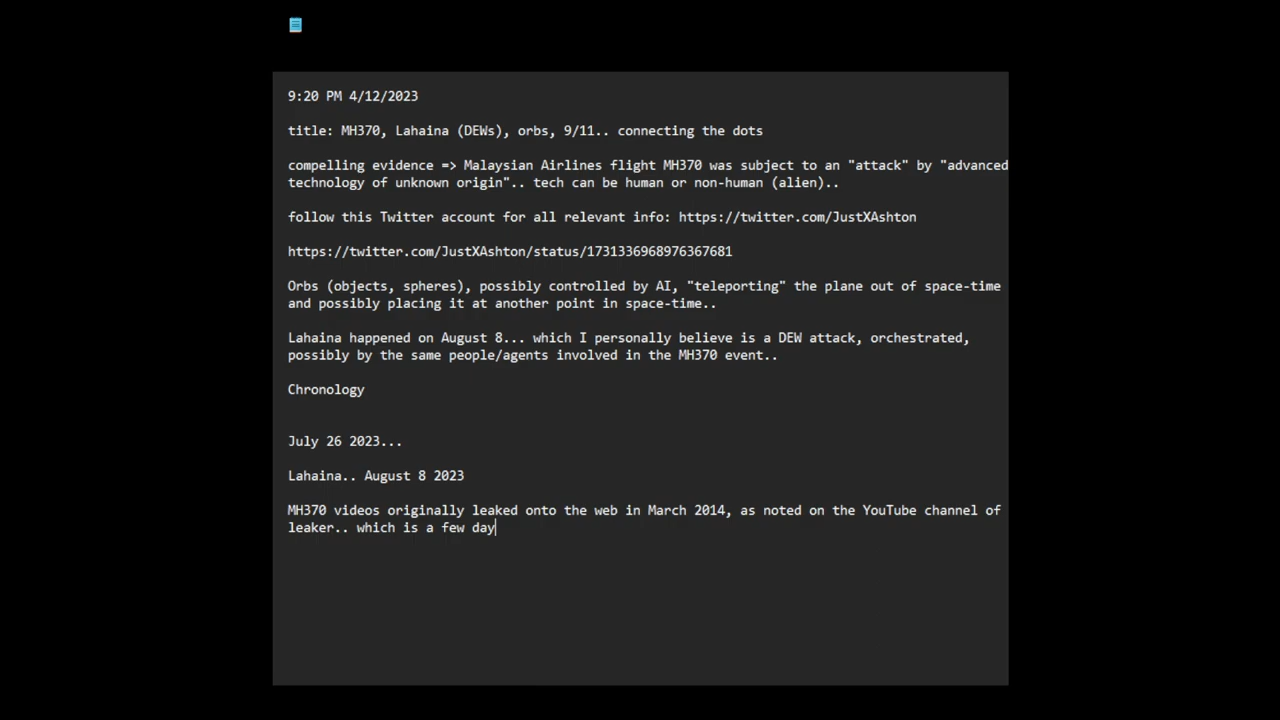 9:20 PM 4/12/2023
title: MH370, Lahaina (DEWs), orbs, 9/11.. connecting the dots
compelling evidence => Malaysian Airlines flight MH370 was subject to an "attack" by "advanced
technology of unknown origin".. tech can be human or non-human (alien)..
follow this Twitter account for all relevant info: https://twitter.com/JustXAshton
https://twitter.com/JustXAshton/status/1731336968976367681
Orbs (objects, spheres), possibly controlled by AI, "teleporting" the plane out of space-time
and possibly placing it at another point in space-time..
Lahaina happened on August 8... which I personally believe is a DEW attack, orchestrated,
possibly by the same people/agents involved in the MH370 event..
Chronology
July 26 2023...
Lahaina.. August 8 2023
MH370 videos originally leaked onto the web in March 2014, as noted on the YouTube channel of
leaker.. which is a few day